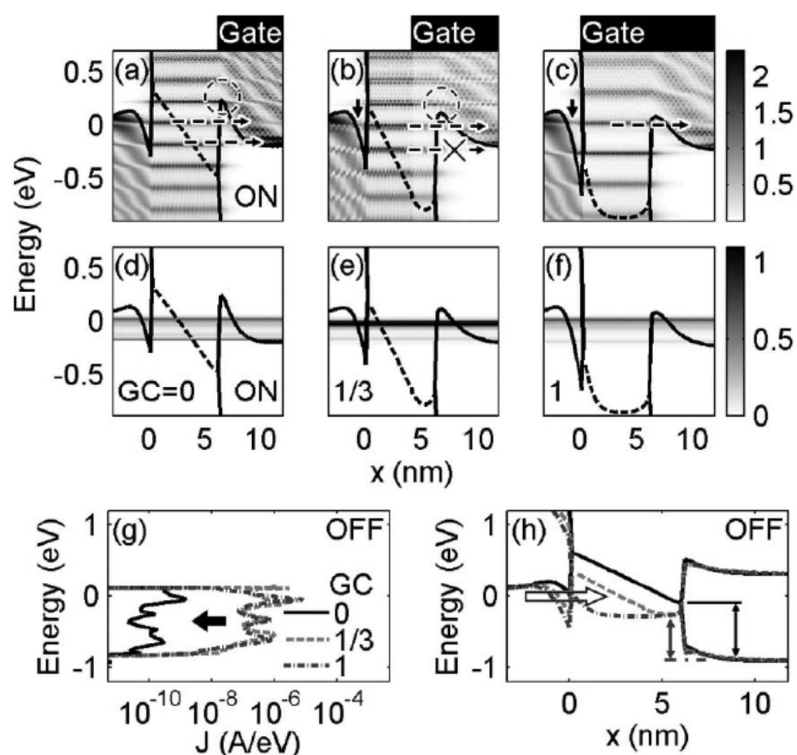 Gate Gate Gate
(a) (b) (c)
0.5
0
-0.5
Energy (eV)
ON
2
1.5
1
0.5
(d) (e) (f)
0.5
0
-0.5
GC=0 ON 1/3 1
1
0.5
0
0 5 10 0 5 10 0 5 10
x (nm)
(g) OFF
1
0
-1
Energy (eV)
GC
0
1/3
1
10⁻¹⁰ 10⁻⁸ 10⁻⁶ 10⁻⁴
J (A/eV)
(h) OFF
1
0
-1
Energy (eV)
0 5 10
x (nm)